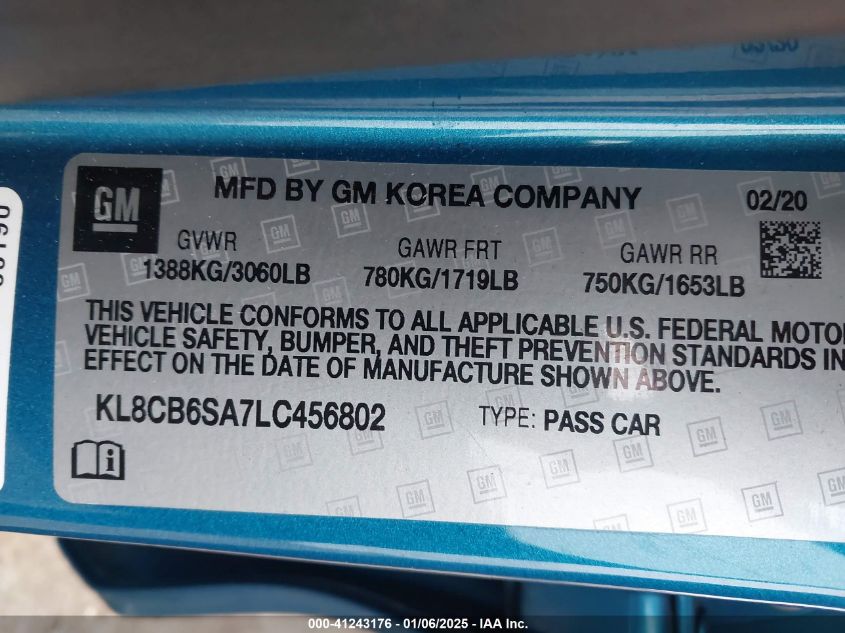 GM
MFD BY GM KOREA COMPANY
02/20
GVWR
1388KG/3060LB
GAWR FRT
780KG/1719LB
GAWR RR
750KG/1653LB
THIS VEHICLE CONFORMS TO ALL APPLICABLE U.S. FEDERAL MOTO
VEHICLE SAFETY, BUMPER, AND THEFT PREVENTION STANDARDS IN
EFFECT ON THE DATE OF MANUFACTURE SHOWN ABOVE.
KL8CB6SA7LC456802
TYPE: PASS CAR
000-41243176 - 01/06/2025 - IAA Inc.